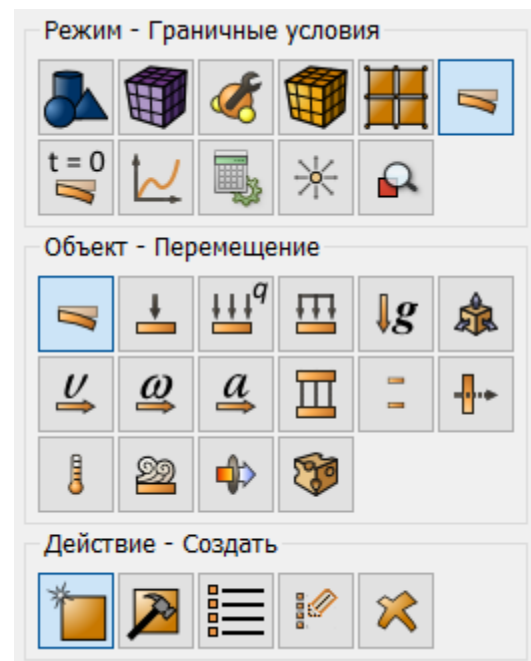 Режим - Граничные условия
t = 0
Объект - Перемещение
q
g
υ ω a
Действие - Создать